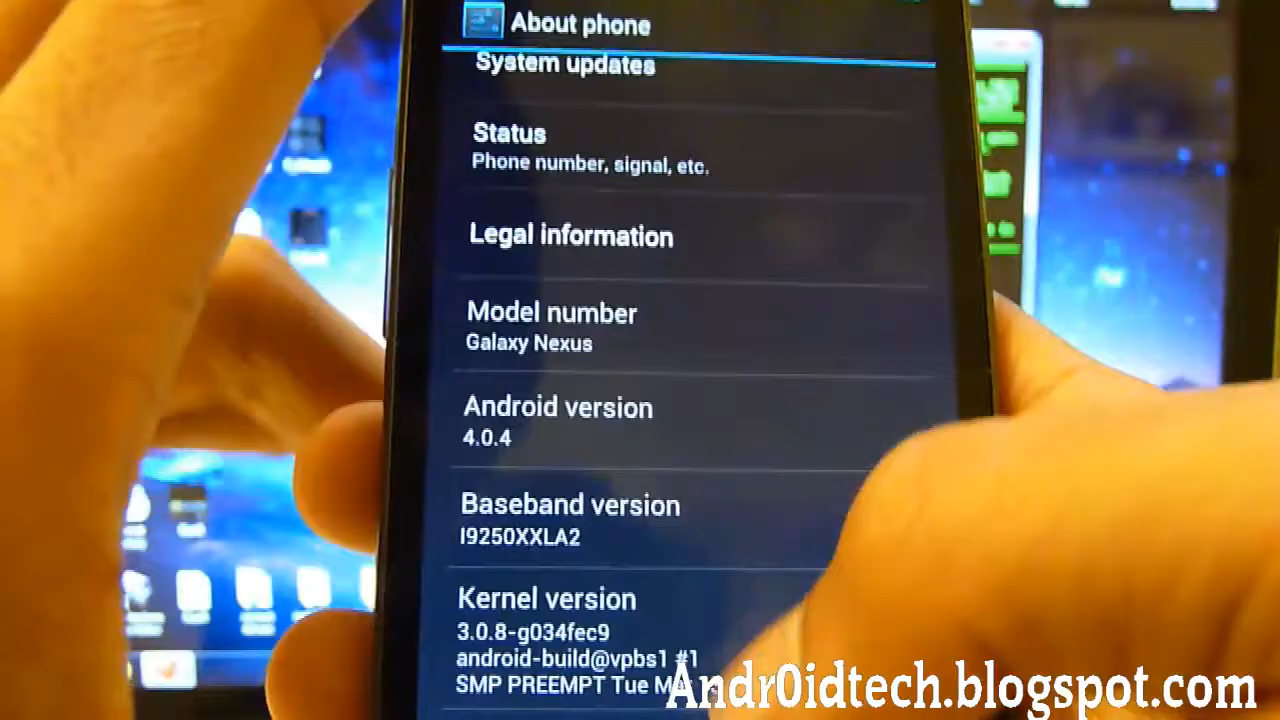 About phone
System updates
Status
Phone number, signal, etc.
Legal information
Model number
Galaxy Nexus
Android version
4.0.4
Baseband version
I9250XXLA2
Kernel version
3.0.8-g034fec9
android-build@vpbs1 #1
SMP PREEMPT Tue
Andr0idtech.blogspot.com